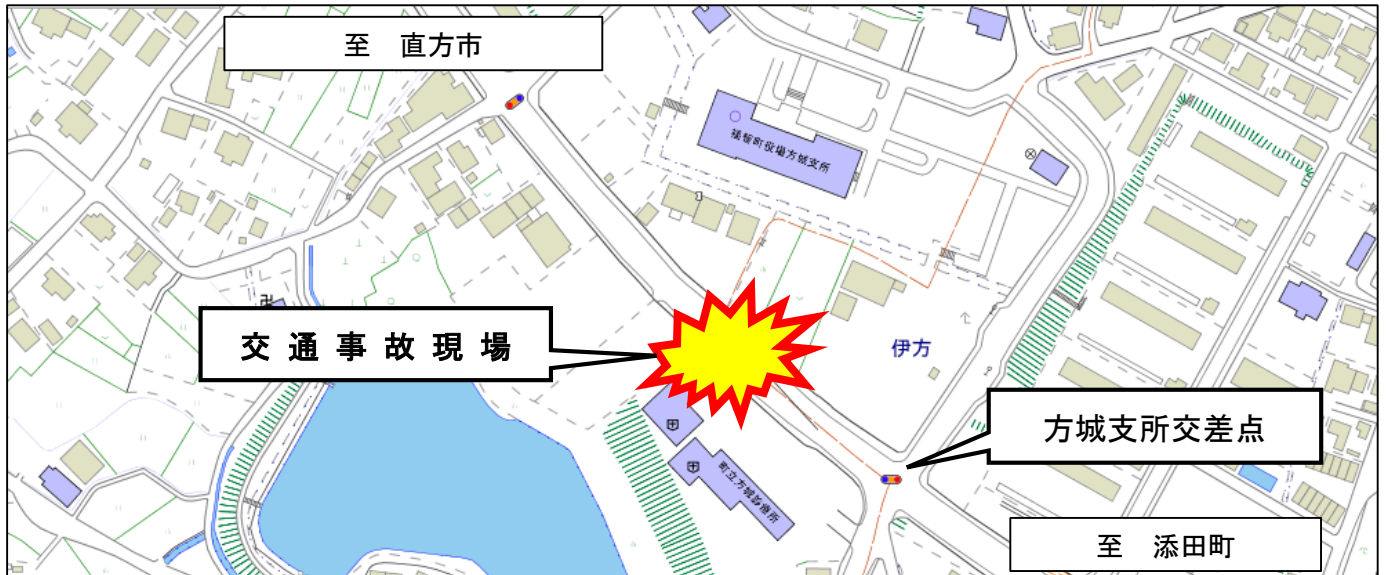 至　直方市
福智町役場方城支所
交通事故現場
伊方
方城支所交差点
町立方城診療所
至　添田町